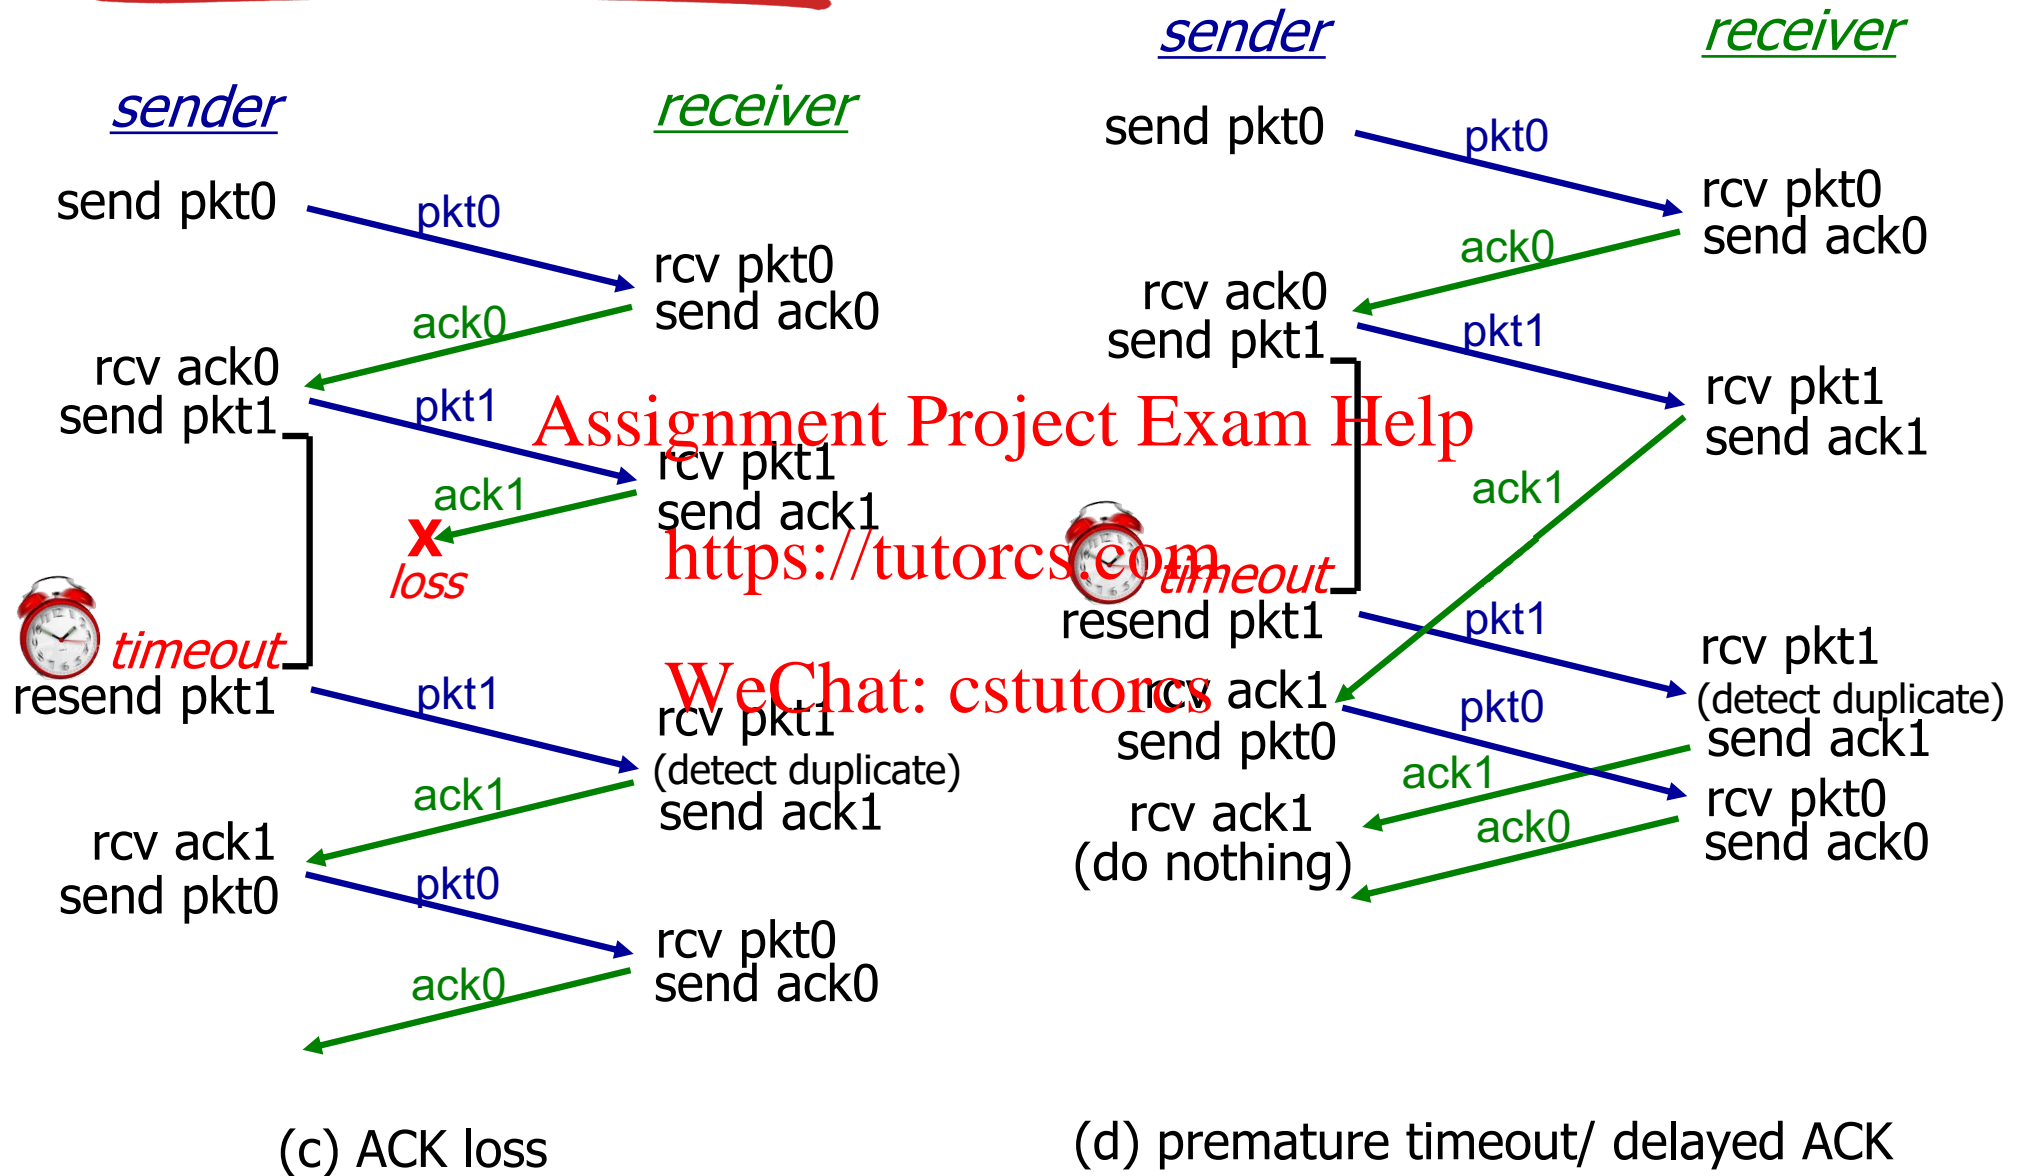 sender
receiver
send pkt0
pkt0
rcv pkt0
send ack0
ack0
rcv ack0
send pkt1
pkt1
rcv pkt1
send ack1
ack1
X
loss
timeout
resend pkt1
pkt1
rcv pkt1
(detect duplicate)
send ack1
ack1
rcv ack1
send pkt0
pkt0
rcv pkt0
send ack0
ack0
(c) ACK loss
Assignment Project Exam Help
https://tutorcs.com
WeChat: cstutorcs
sender
receiver
send pkt0
pkt0
rcv pkt0
send ack0
ack0
rcv ack0
send pkt1
pkt1
rcv pkt1
send ack1
ack1
timeout
resend pkt1
pkt1
rcv pkt1
(detect duplicate)
send ack1
rcv ack1
send pkt0
pkt0
ack1
rcv pkt0
send ack0
rcv ack1
(do nothing)
ack0
(d) premature timeout/ delayed ACK